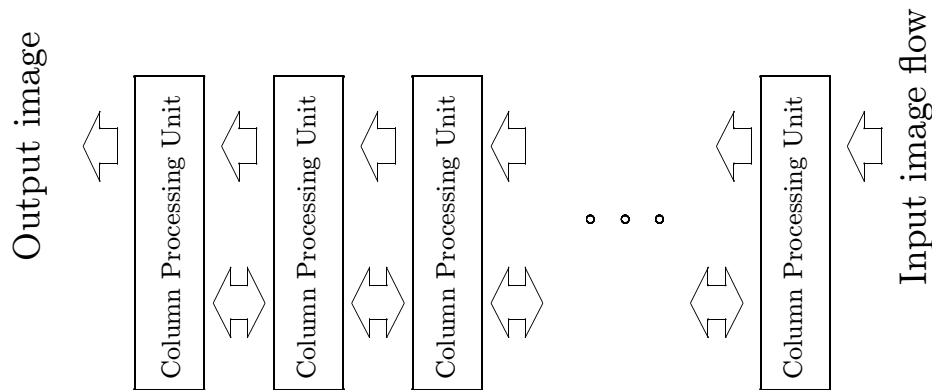 Output image
Column Processing Unit
Column Processing Unit
Column Processing Unit
Column Processing Unit
Input image flow